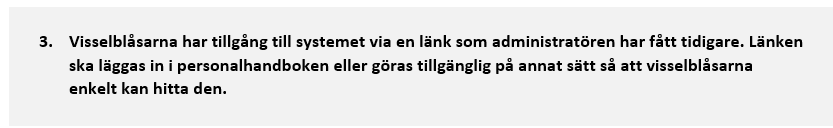 3. Visselblåsarna har tillgång till systemet via en länk som administratören har fått tidigare. Länken
ska läggas in i personalhandboken eller göras tillgänglig på annat sätt så att visselblåsarna
enkelt kan hitta den.